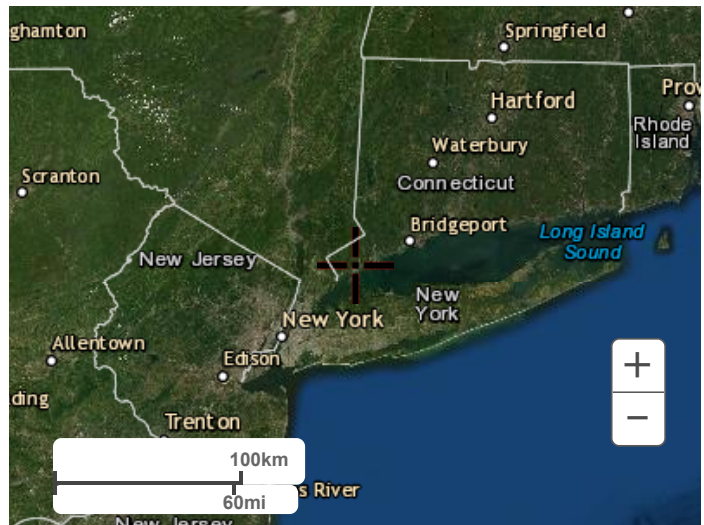 ghamton
Springfield
Hartford
Prov
Rhode
Island
Waterbury
Scranton
Connecticut
Bridgeport
Long Island
Sound
New Jersey
New
York
New York
Allentown
Edison
+
−
ding
Trenton
100km
60mi
s River
New Jersey